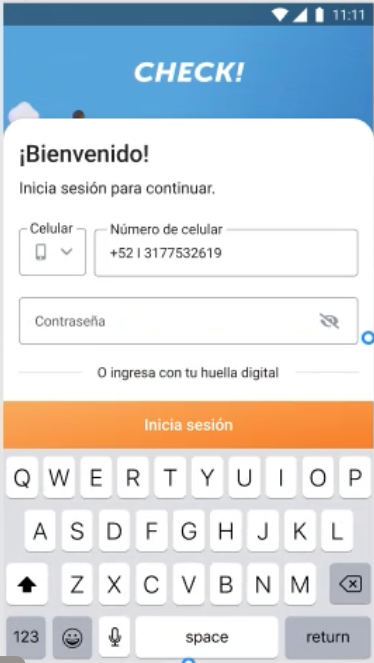 11:11
CHECK!
¡Bienvenido!
Inicia sesión para continuar.
Celular
Número de celular
+52 | 3177532619
Contraseña
O ingresa con tu huella digital
Inicia sesión
Q W E R T Y U I O P
A S D F G H J K L
Z X C V B N M
123 space return